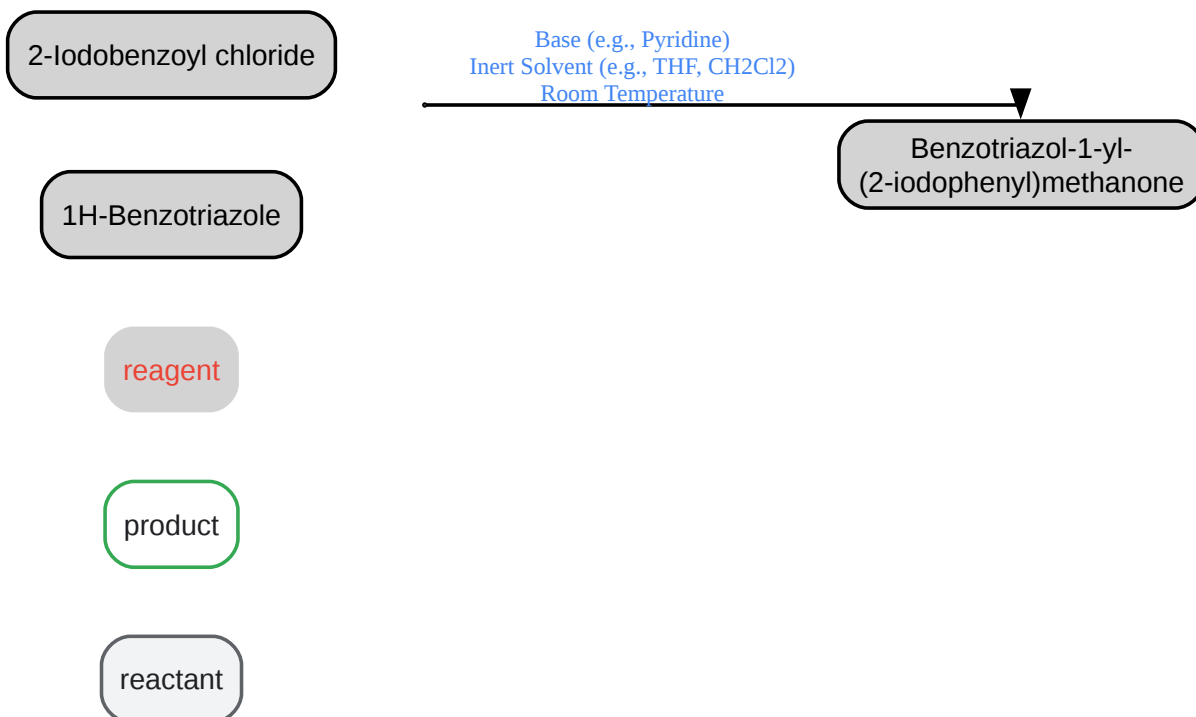 2-Iodobenzoyl chloride
Base (e.g., Pyridine)
Inert Solvent (e.g., THF, CH2Cl2)
Room Temperature
Benzotriazol-1-yl-
(2-iodophenyl)methanone
1H-Benzotriazole
reagent
product
reactant